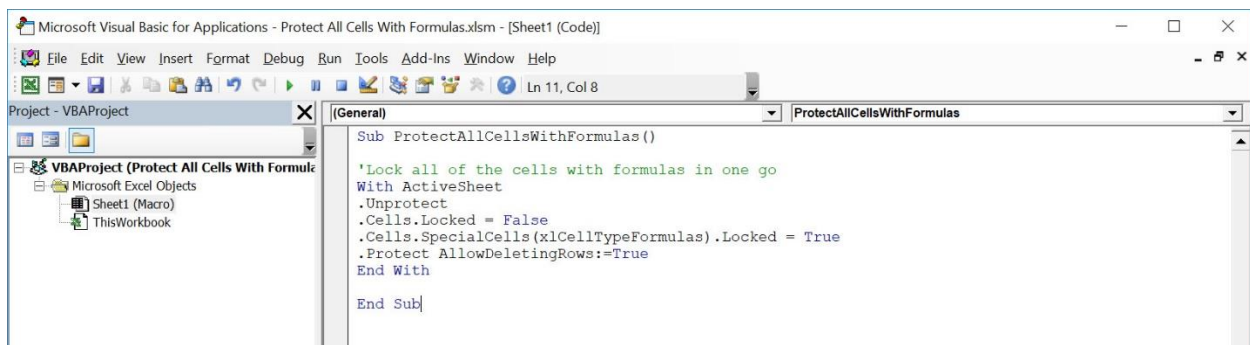 Microsoft Visual Basic for Applications - Protect All Cells With Formulas.xlsm - [Sheet1 (Code)]
File Edit View Insert Format Debug Run Tools Add-Ins Window Help
Ln 11, Col 8
Project - VBAProject
(General) ProtectAllCellsWithFormulas
VBAProject (Protect All Cells With Formula
Microsoft Excel Objects
Sheet1 (Macro)
ThisWorkbook
Sub ProtectAllCellsWithFormulas()
'Lock all of the cells with formulas in one go
With ActiveSheet
.Unprotect
.Cells.Locked = False
.Cells.SpecialCells(xlCellTypeFormulas).Locked = True
.Protect AllowDeletingRows:=True
End With
End Sub